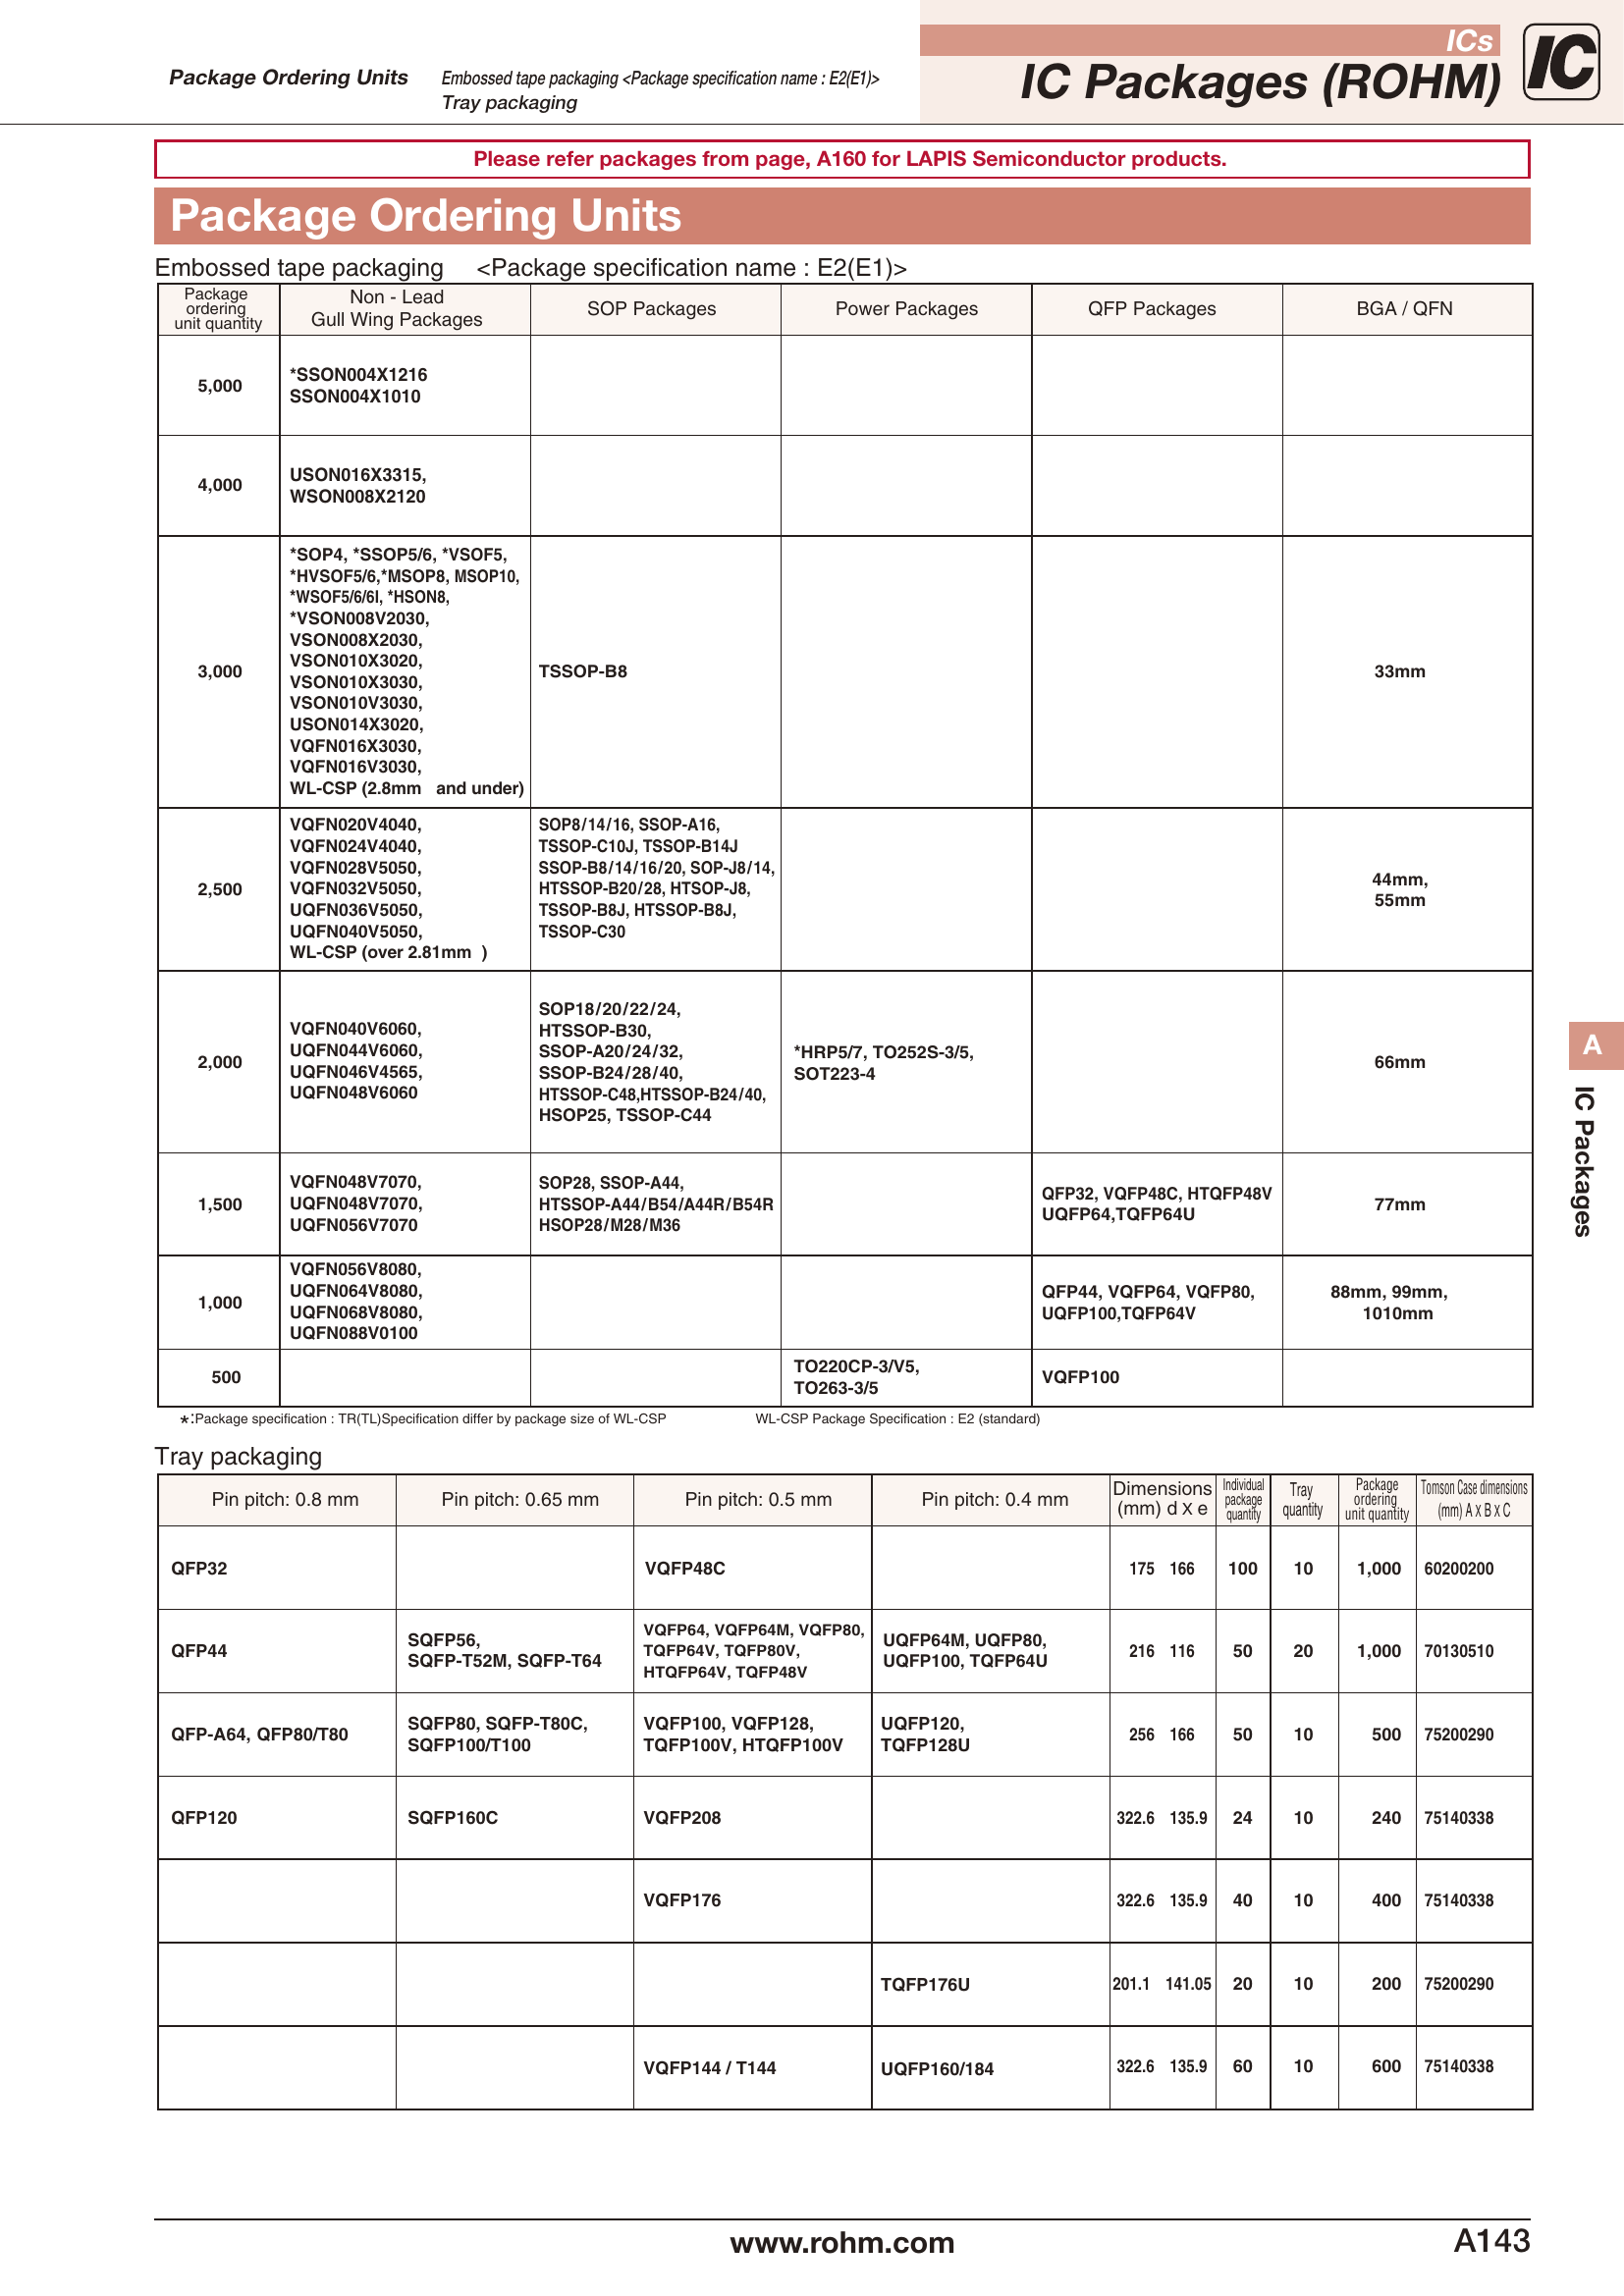 Package Ordering Units
Embossed tape packaging <Package specification name : E2(E1)>
Tray packaging
ICs
IC Packages (ROHM)
IC
Please refer packages from page, A160 for LAPIS Semiconductor products.
Package Ordering Units
Embossed tape packaging <Package specification name : E2(E1)>
Package ordering unit quantity
Non - Lead Gull Wing Packages
SOP Packages
Power Packages
QFP Packages
BGA / QFN
5,000
*SSON004X1216
SSON004X1010
4,000
USON016X3315,
WSON008X2120
3,000
*SOP4, *SSOP5/6, *VSOF5,
*HVSOF5/6,*MSOP8, MSOP10,
*WSOF5/6/6I, *HSON8,
*VSON008V2030,
VSON008X2030,
VSON010X3020,
VSON010X3030,
VSON010V3030,
USON014X3020,
VQFN016X3030,
VQFN016V3030,
WL-CSP (2.8mm and under)
TSSOP-B8
33mm
2,500
VQFN020V4040,
VQFN024V4040,
VQFN028V5050,
VQFN032V5050,
UQFN036V5050,
UQFN040V5050,
WL-CSP (over 2.81mm )
SOP8/14/16, SSOP-A16,
TSSOP-C10J, TSSOP-B14J
SSOP-B8/14/16/20, SOP-J8/14,
HTSSOP-B20/28, HTSOP-J8,
TSSOP-B8J, HTSSOP-B8J,
TSSOP-C30
44mm,
55mm
2,000
VQFN040V6060,
UQFN044V6060,
UQFN046V4565,
UQFN048V6060
SOP18/20/22/24,
HTSSOP-B30,
SSOP-A20/24/32,
SSOP-B24/28/40,
HTSSOP-C48,HTSSOP-B24/40,
HSOP25, TSSOP-C44
*HRP5/7, TO252S-3/5,
SOT223-4
66mm
1,500
VQFN048V7070,
UQFN048V7070,
UQFN056V7070
SOP28, SSOP-A44,
HTSSOP-A44/B54/A44R/B54R
HSOP28/M28/M36
QFP32, VQFP48C, HTQFP48V
UQFP64,TQFP64U
77mm
1,000
VQFN056V8080,
UQFN064V8080,
UQFN068V8080,
UQFN088V0100
QFP44, VQFP64, VQFP80,
UQFP100,TQFP64V
88mm, 99mm,
1010mm
500
TO220CP-3/V5,
TO263-3/5
VQFP100
*:Package specification : TR(TL)Specification differ by package size of WL-CSP WL-CSP Package Specification : E2 (standard)
Tray packaging
Pin pitch: 0.8 mm
Pin pitch: 0.65 mm
Pin pitch: 0.5 mm
Pin pitch: 0.4 mm
Dimensions (mm) d X e
Individual package quantity
Tray quantity
Package ordering unit quantity
Tomson Case dimensions (mm) A X B X C
QFP32
VQFP48C
175 166
100
10
1,000
60200200
QFP44
SQFP56,
SQFP-T52M, SQFP-T64
VQFP64, VQFP64M, VQFP80,
TQFP64V, TQFP80V,
HTQFP64V, TQFP48V
UQFP64M, UQFP80,
UQFP100, TQFP64U
216 116
50
20
1,000
70130510
QFP-A64, QFP80/T80
SQFP80, SQFP-T80C,
SQFP100/T100
VQFP100, VQFP128,
TQFP100V, HTQFP100V
UQFP120,
TQFP128U
256 166
50
10
500
75200290
QFP120
SQFP160C
VQFP208
322.6 135.9
24
10
240
75140338
VQFP176
322.6 135.9
40
10
400
75140338
TQFP176U
201.1 141.05
20
10
200
75200290
VQFP144 / T144
UQFP160/184
322.6 135.9
60
10
600
75140338
A
IC Packages
www.rohm.com
A143